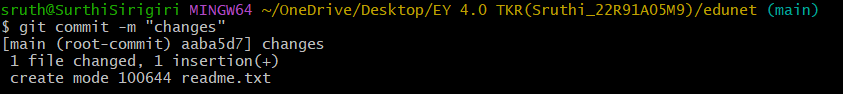 sruth@SurthiSirigiri MINGW64 ~/OneDrive/Desktop/EY 4.0 TKR(Sruthi_22R91A05M9)/edunet (main)
$ git commit -m "changes"
[main (root-commit) aaba5d7] changes
 1 file changed, 1 insertion(+)
 create mode 100644 readme.txt